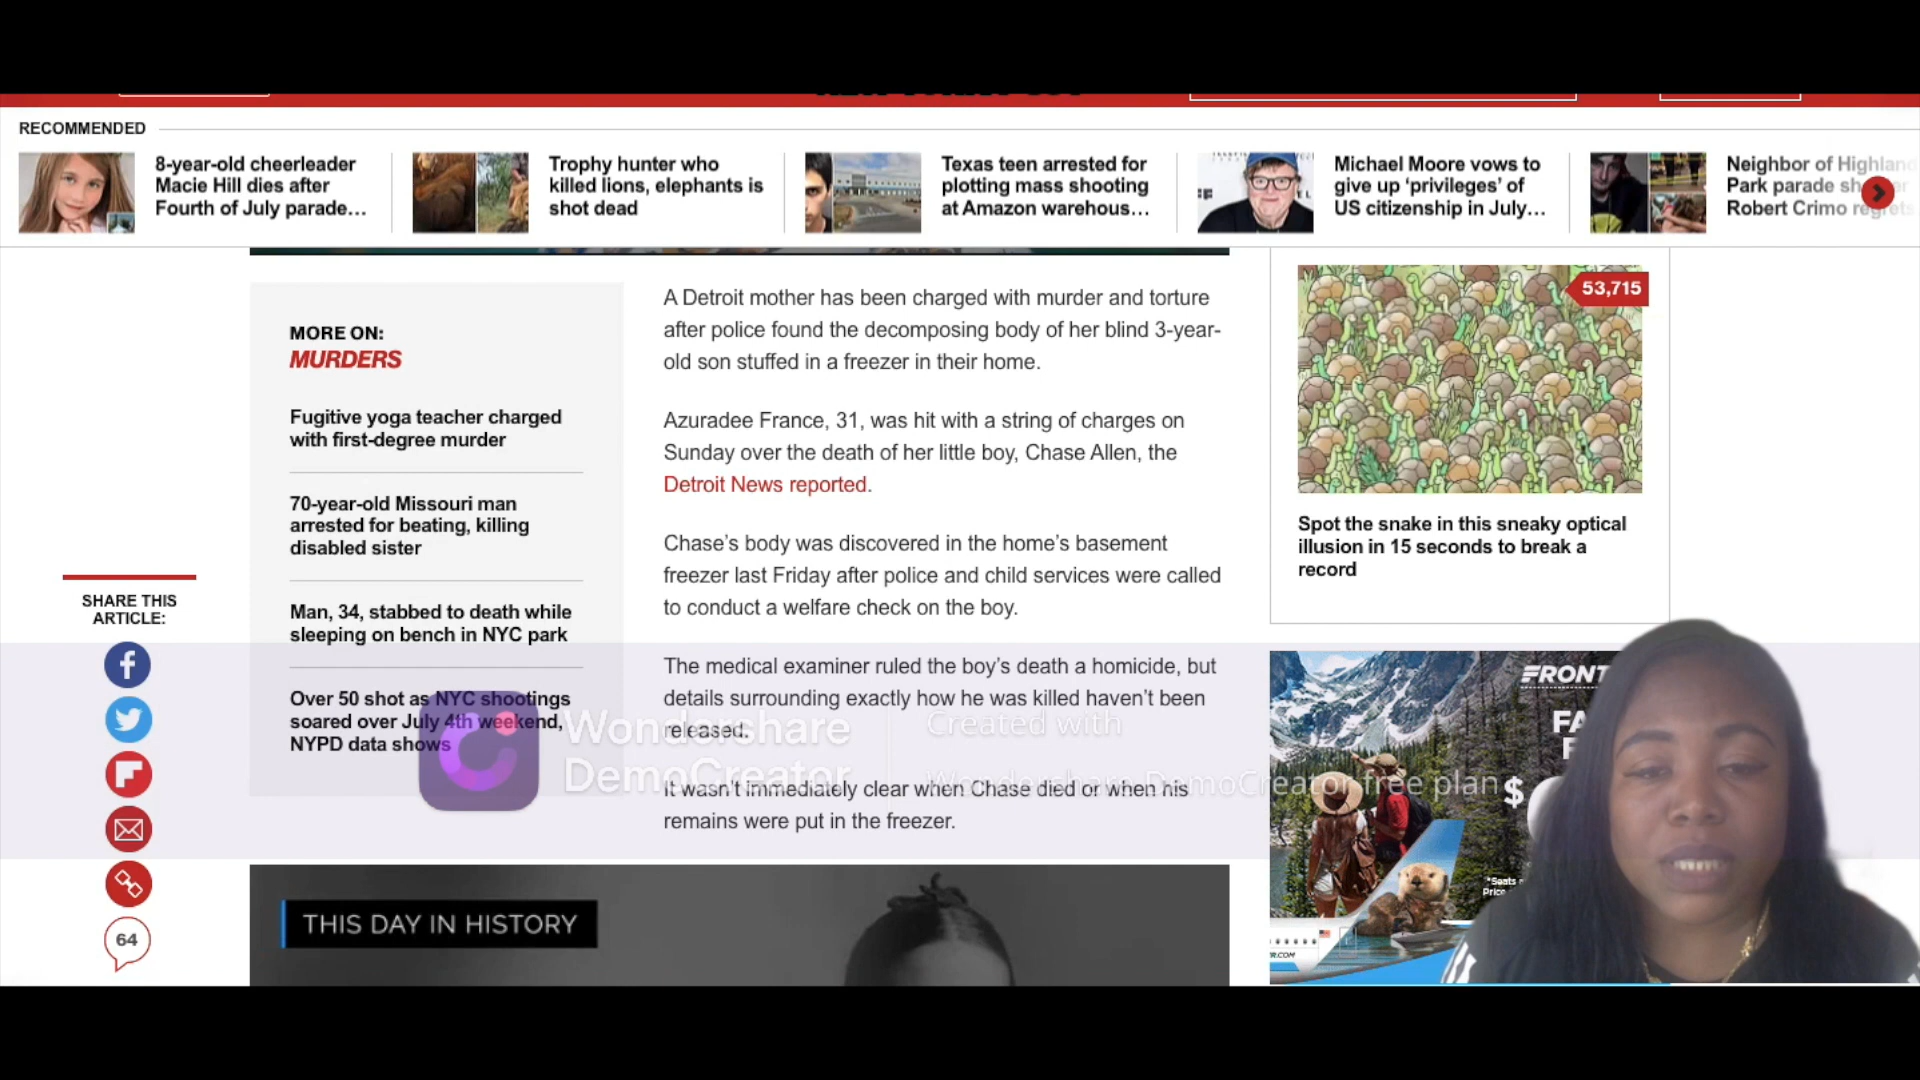 RECOMMENDED
8-year-old cheerleader
Macie Hill dies after
Fourth of July parade...
Trophy hunter who
killed lions, elephants is
shot dead
Texas teen arrested for
plotting mass shooting
at Amazon warehous...
Michael Moore vows to
give up ‘privileges’ of
US citizenship in July...
Neighbor of Highland
Park parade
Robert Crimo regrets
MORE ON:
MURDERS
Fugitive yoga teacher charged
with first-degree murder
70-year-old Missouri man
arrested for beating, killing
disabled sister
Man, 34, stabbed to death while
sleeping on bench in NYC park
Over 50 shot as NYC shootings
soared over July 4th weekend,
NYPD data shows
SHARE THIS
ARTICLE:
64
A Detroit mother has been charged with murder and torture
after police found the decomposing body of her blind 3-year-
old son stuffed in a freezer in their home.
Azuradee France, 31, was hit with a string of charges on
Sunday over the death of her little boy, Chase Allen, the
Detroit News reported.
Chase’s body was discovered in the home’s basement
freezer last Friday after police and child services were called
to conduct a welfare check on the boy.
The medical examiner ruled the boy’s death a homicide, but
details surrounding exactly how he was killed haven’t been
released.
It wasn’t immediately clear when Chase died or when his
remains were put in the freezer.
Wondershare
DemoCreator
Created with
Wondershare DemoCreator free plan
THIS DAY IN HISTORY
53,715
Spot the snake in this sneaky optical
illusion in 15 seconds to break a
record
FRONT
FA
F
$
*Seats
Price
R.COM